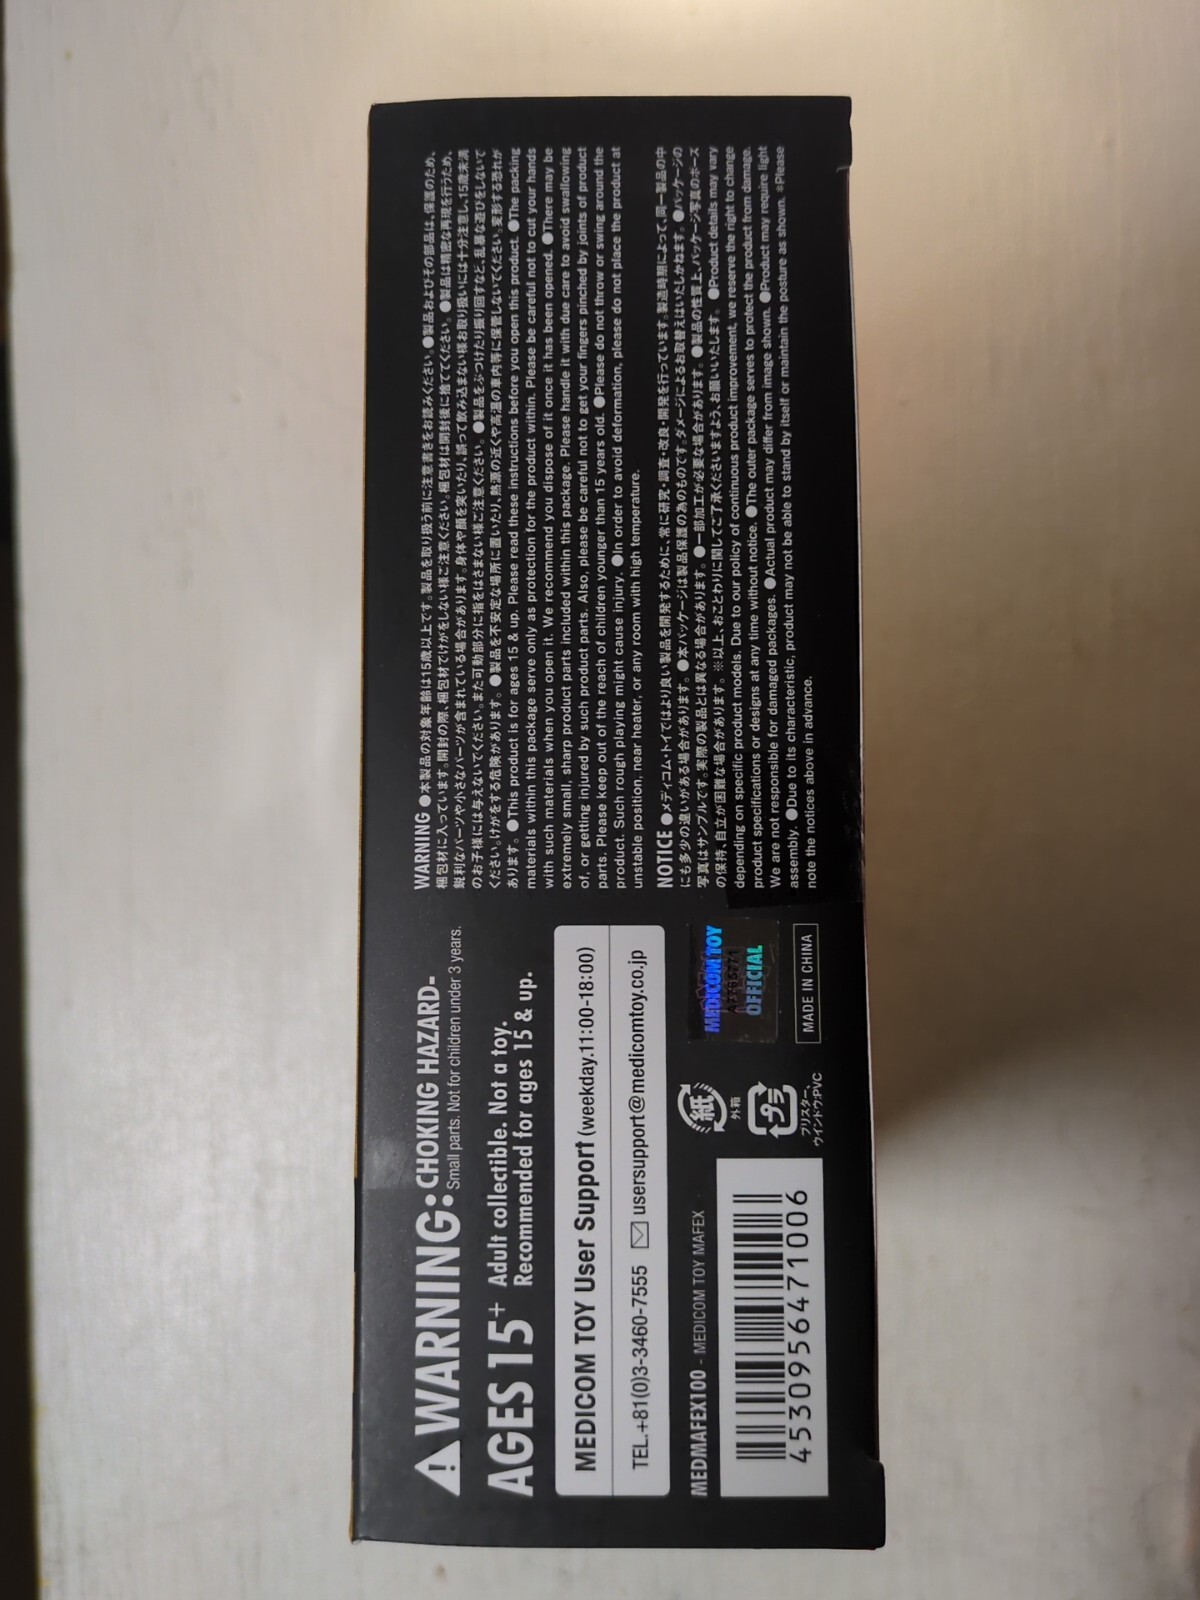 ⚠WARNING: CHOKING HAZARD-
Small parts. Not for children under 3 years.
AGES 15+ Adult collectible. Not a toy.
Recommended for ages 15 & up.
MEDICOM TOY User Support (weekday.11:00-18:00)
TEL.+81(0)3-3460-7555 ✉ usersupport@medicomtoy.co.jp
MEDMAFEX100 - MEDICOM TOY MAFEX
4530956471006
紙
外箱
プラ
ブリスター、
ウインドウ:PVC
MEDICOM TOY
OFFICIAL
MADE IN CHINA
WARNING ●本製品の対象年齢は15歳以上です。製品を取り扱う前に注意書きをお読みください。●製品およびその部品は、保護のため、
梱包材に入っています。開封の際、梱包材でけがをしない様ご注意ください。梱包材は開封後に捨ててください。●製品は精密な再現を行うため、
鋭利なパーツや小さなパーツが含まれている場合があります。身体や顔を突いたり、誤って飲み込まない様お取り扱いには十分注意し、15歳未満
のお子様には与えないでください。また可動部分に指をはさまない様ご注意ください。●製品をぶつけたり振り回すなど、乱暴な遊びをしないで
ください。けがをする危険があります。●製品を不安定な場所に置いたり、熱源の近くや高温の車内等に保管しないでください。変形する恐れが
あります。●This product is for ages 15 & up. Please read these instructions before you open this product. ●The packing
materials within this package serve only as protection for the product within. Please be careful not to cut your hands
with such materials when you open it. We recommend you dispose of it once it has been opened. ●There may be
extremely small, sharp product parts included within this package. Please handle it with due care to avoid swallowing
of, or getting injured by such product parts. Also, please be careful not to get your fingers pinched by joints of product
parts. Please keep out of the reach of children younger than 15 years old. ●Please do not throw or swing around the
product. Such rough playing might cause injury. ●In order to avoid deformation, please do not place the product at
unstable position, near heater, or any room with high temperature.
NOTICE ●メディコム・トイではより良い製品を開発するために、常に研究・調査・改良・開発を行っています。製造時期によって、同一製品の中
にも多少の違いがある場合があります。●本パッケージは製品保護の為のものです。ダメージによるお取替えはいたしかねます。●パッケージの
写真はサンプルです。実際の製品とは異なる場合があります。●一部加工が必要な場合があります。●製品の性質上、パッケージ写真のポーズ
の保持、自立が困難な場合があります。※以上、おことわりに関してご了承くださいますよう、お願いいたします。●Product details may vary
depending on specific product models. Due to our policy of continuous product improvement, we reserve the right to change
product specifications or designs at any time without notice. ●The outer package serves to protect the product from damage.
We are not responsible for damaged packages. ●Actual product may differ from image shown. ●Product may require light
assembly. ●Due to its characteristic, product may not be able to stand by itself or maintain the posture as shown. ※Please
note the notices above in advance.